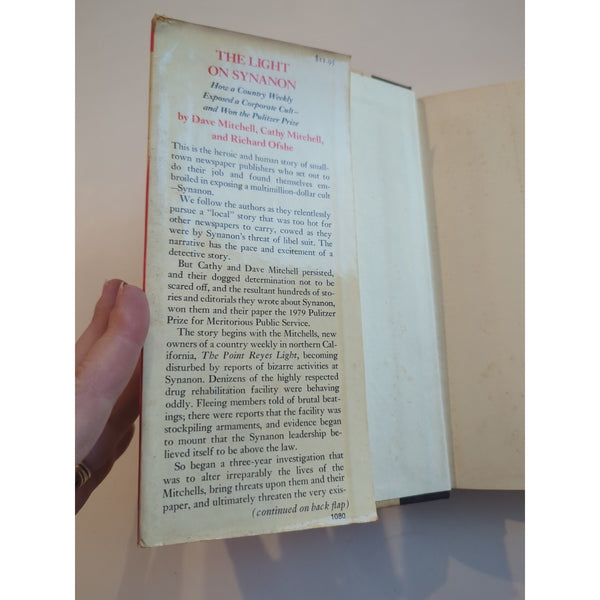 $11.95
THE LIGHT
ON SYNANON
How a Country Weekly
Exposed a Corporate Cult—
and Won the Pulitzer Prize
by Dave Mitchell, Cathy Mitchell,
and Richard Ofshe
This is the heroic and human story of small-
town newspaper publishers who set out to
do their job and found themselves em-
broiled in exposing a multimillion-dollar cult
—Synanon.
We follow the authors as they relentlessly
pursue a "local" story that was too hot for
other newspapers to carry, cowed as they
were by Synanon's threat of libel suit. The
narrative has the pace and excitement of a
detective story.
But Cathy and Dave Mitchell persisted,
and their dogged determination not to be
scared off, and the resultant hundreds of sto-
ries and editorials they wrote about Synanon,
won them and their paper the 1979 Pulitzer
Prize for Meritorious Public Service.
The story begins with the Mitchells, new
owners of a country weekly in northern Cal-
ifornia, The Point Reyes Light, becoming
disturbed by reports of bizarre activities at
Synanon. Denizens of the highly respected
drug rehabilitation facility were behaving
oddly. Fleeing members told of brutal beat-
ings; there were reports that the facility was
stockpiling armaments, and evidence began
to mount that the Synanon leadership be-
lieved itself to be above the law.
So began a three-year investigation that
was to alter irreparably the lives of the
Mitchells, bring threats upon them and their
paper, and ultimately threaten the very exis-
(continued on back flap)
1080